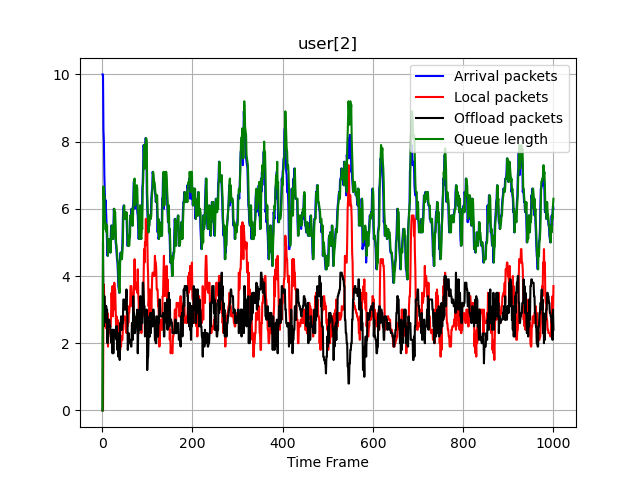 user[2]
Arrival packets
Local packets
Offload packets
Queue length
10
8
6
4
2
0
0 200 400 600 800 1000
Time Frame